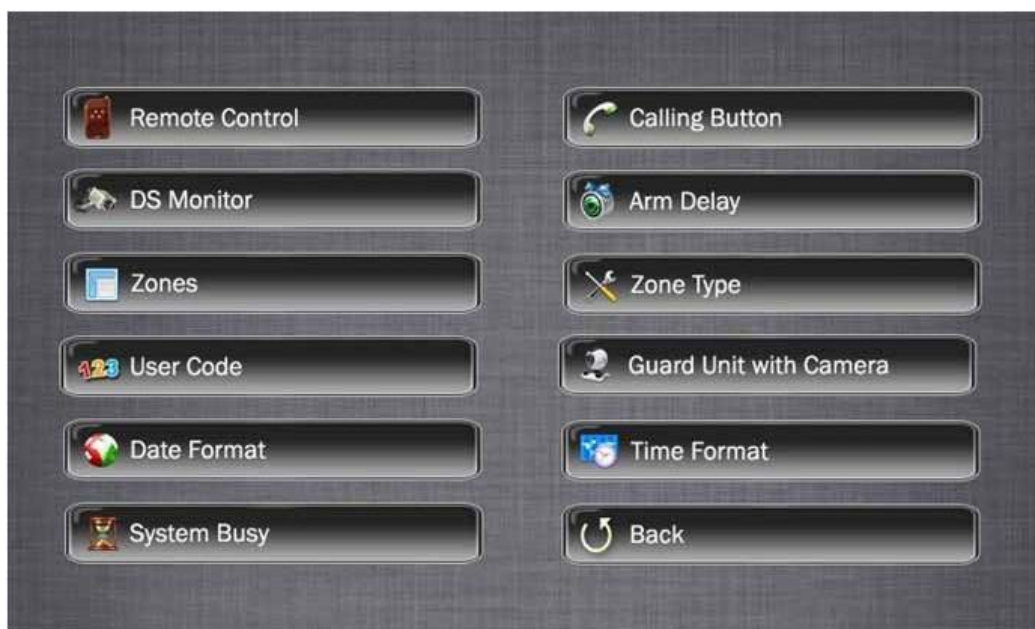 Remote Control
Calling Button
DS Monitor
Arm Delay
Zones
Zone Type
User Code
Guard Unit with Camera
Date Format
Time Format
System Busy
Back